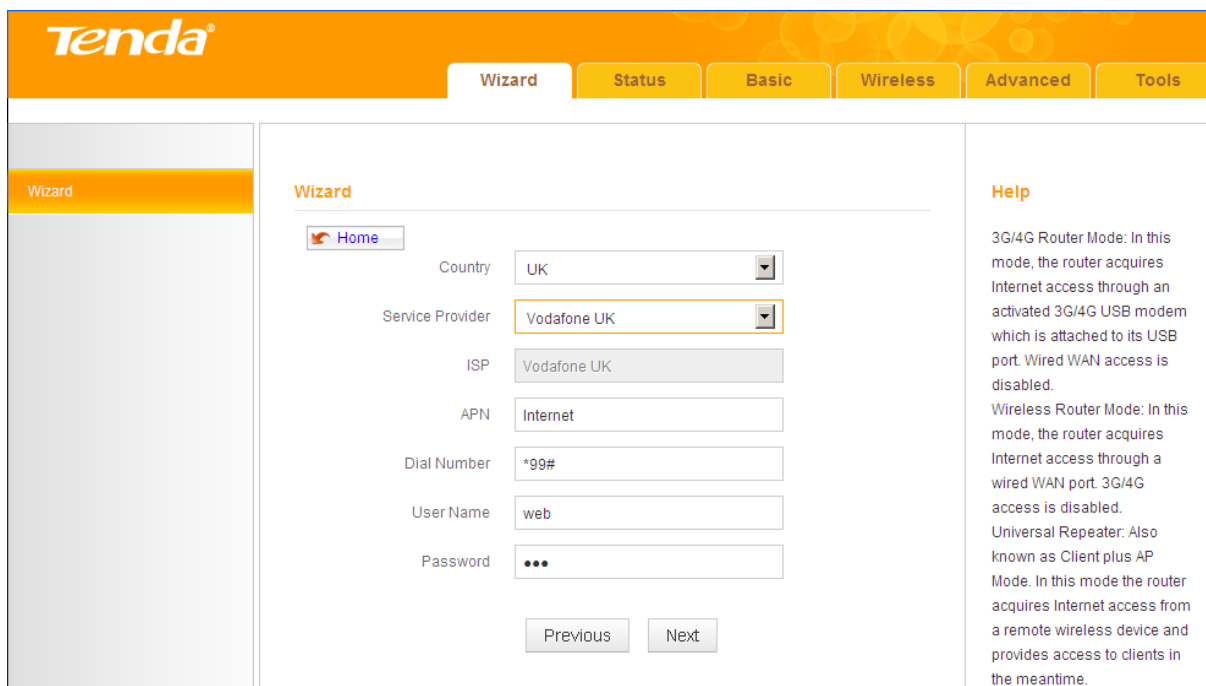 Tenda®
Wizard Status Basic Wireless Advanced Tools
Wizard
Wizard
Home
Country UK
Service Provider Vodafone UK
ISP Vodafone UK
APN Internet
Dial Number *99#
User Name web
Password •••
Previous Next
Help
3G/4G Router Mode: In this
mode, the router acquires
Internet access through an
activated 3G/4G USB modem
which is attached to its USB
port. Wired WAN access is
disabled.
Wireless Router Mode: In this
mode, the router acquires
Internet access through a
wired WAN port. 3G/4G
access is disabled.
Universal Repeater: Also
known as Client plus AP
Mode. In this mode the router
acquires Internet access from
a remote wireless device and
provides access to clients in
the meantime.